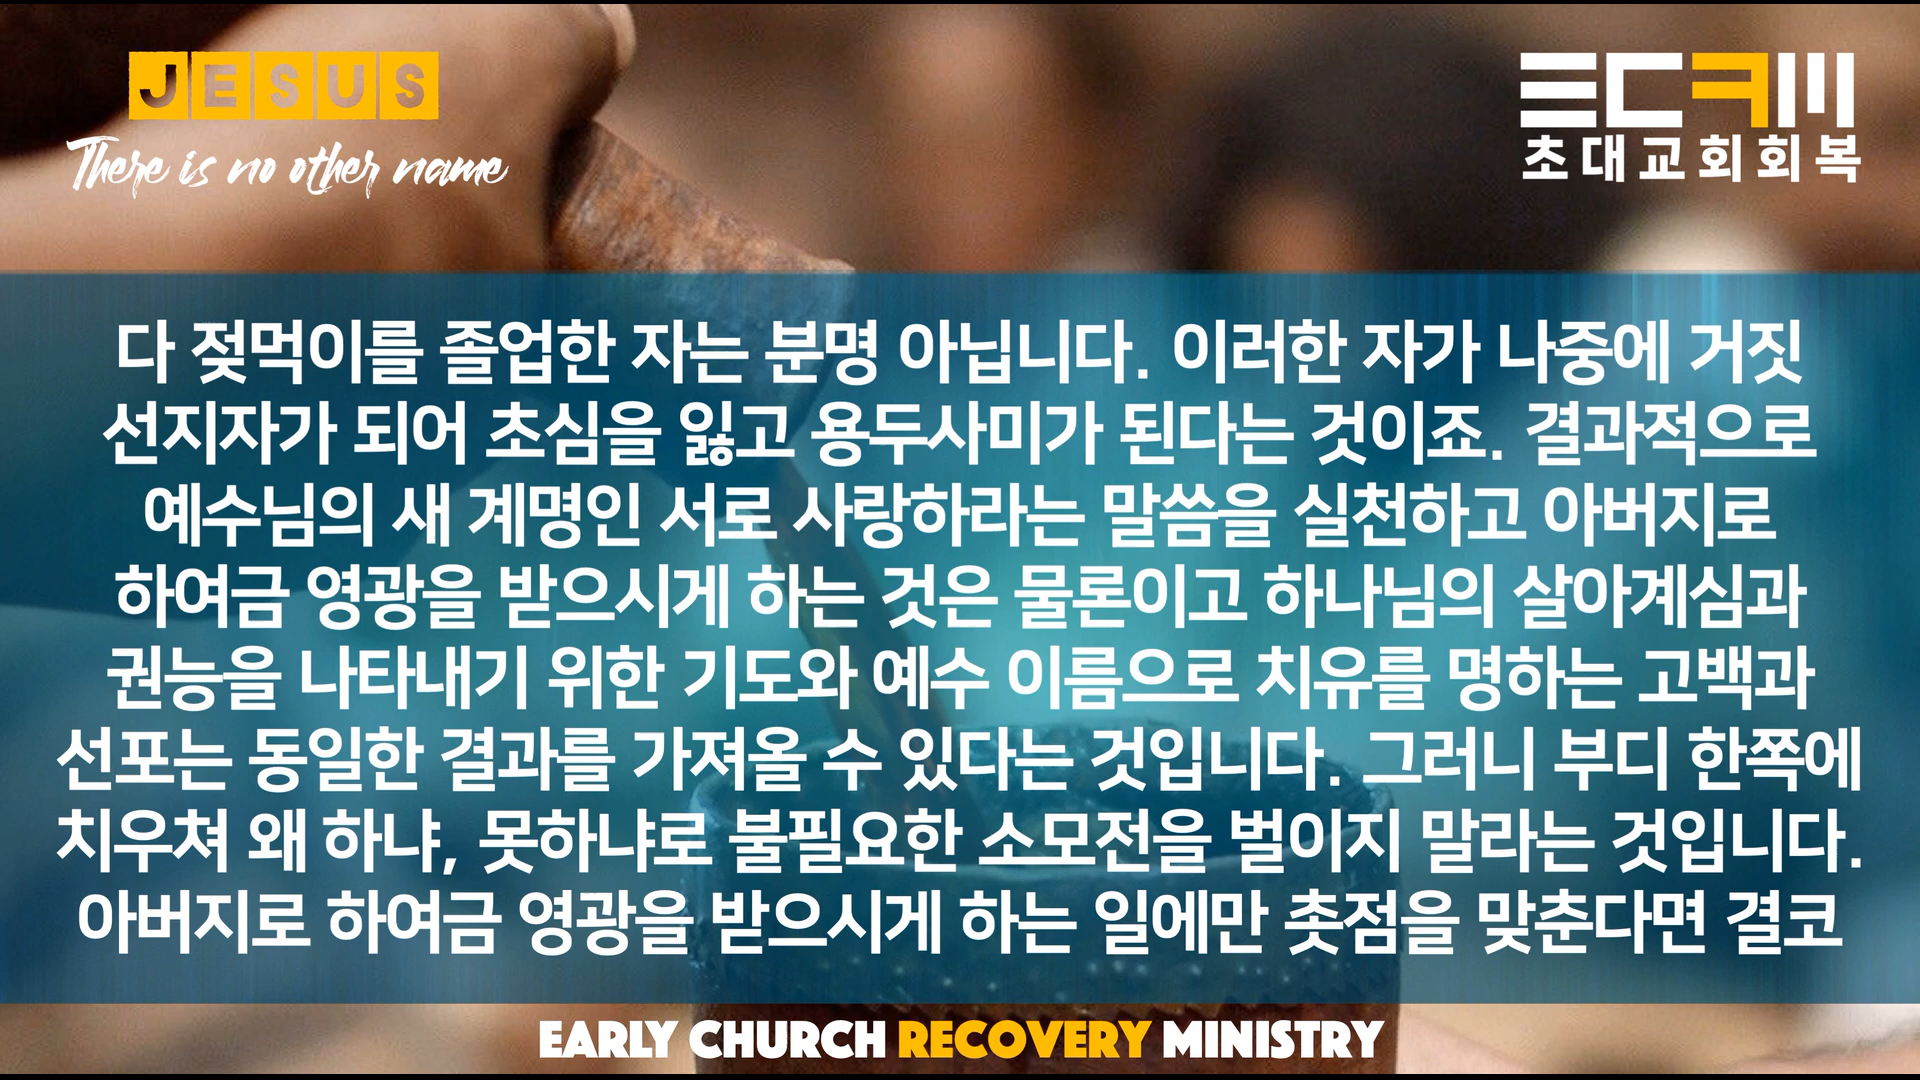 JESUS
There is no other name
초대교회회복
다 젖먹이를 졸업한 자는 분명 아닙니다. 이러한 자가 나중에 거짓
선지자가 되어 초심을 잃고 용두사미가 된다는 것이죠. 결과적으로
예수님의 새 계명인 서로 사랑하라는 말씀을 실천하고 아버지로
하여금 영광을 받으시게 하는 것은 물론이고 하나님의 살아계심과
권능을 나타내기 위한 기도와 예수 이름으로 치유를 명하는 고백과
선포는 동일한 결과를 가져올 수 있다는 것입니다. 그러니 부디 한쪽에
치우쳐 왜 하냐, 못하냐로 불필요한 소모전을 벌이지 말라는 것입니다.
아버지로 하여금 영광을 받으시게 하는 일에만 촛점을 맞춘다면 결코
EARLY CHURCH RECOVERY MINISTRY